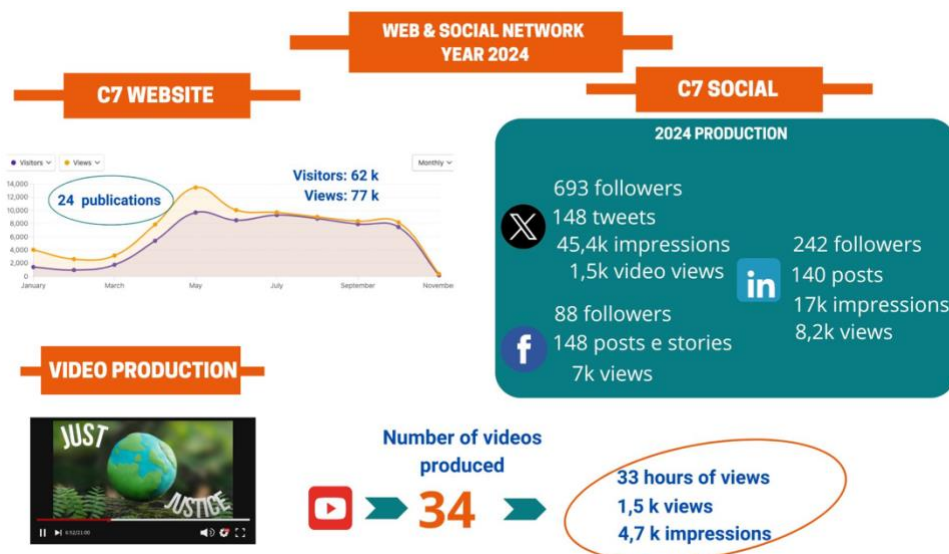 WEB & SOCIAL NETWORK
YEAR 2024
C7 WEBSITE
C7 SOCIAL
Visitors
Views
Monthly
14,000
12,000
10,000
8,000
6,000
4,000
2,000
0
January
March
May
July
September
November
24 publications
Visitors: 62 k
Views: 77 k
2024 PRODUCTION
693 followers
148 tweets
45,4k impressions
1,5k video views
88 followers
148 posts e stories
7k views
242 followers
140 posts
17k impressions
8,2k views
VIDEO PRODUCTION
JUST
JUSTICE
4:52/11:00
Number of videos
produced
34
33 hours of views
1,5 k views
4,7 k impressions